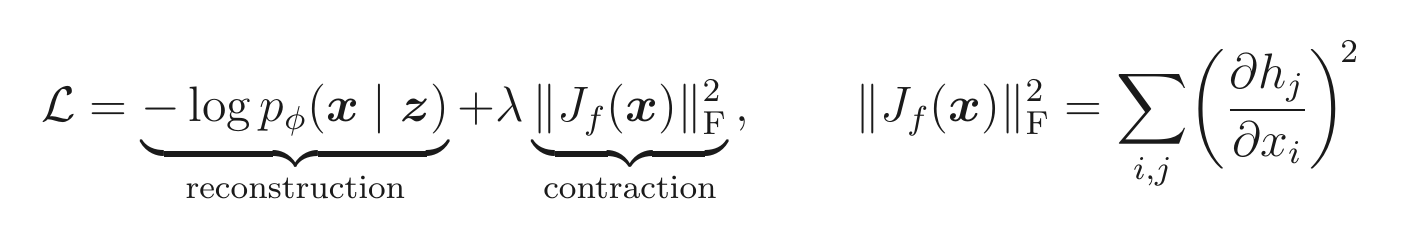 𝓛 = − log p_ϕ(𝒙 | 𝒛) + λ ‖J_f(𝒙)‖²_F , ‖J_f(𝒙)‖²_F = ∑_{i,j} (∂h_j / ∂x_i)²
reconstruction contraction